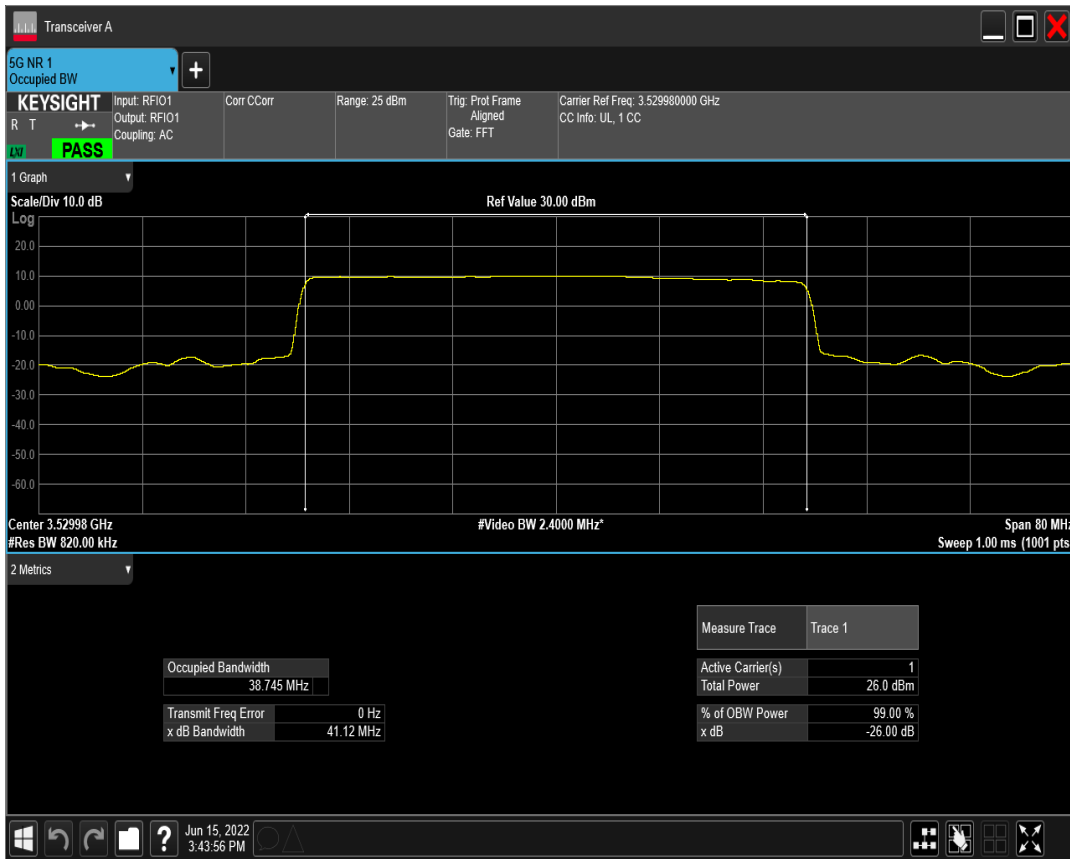 Transceiver A
5G NR 1
Occupied BW
+
KEYSIGHT
R T
LXI
PASS
Input: RFIO1
Output: RFIO1
Coupling: AC
Corr CCorr
Range: 25 dBm
Trig: Prot Frame
Aligned
Gate: FFT
Carrier Ref Freq: 3.529980000 GHz
CC Info: UL, 1 CC
1 Graph
Scale/Div 10.0 dB
Ref Value 30.00 dBm
Log
20.0
10.0
0.00
-10.0
-20.0
-30.0
-40.0
-50.0
-60.0
Center 3.52998 GHz
#Video BW 2.4000 MHz*
Span 80 MHz
#Res BW 820.00 kHz
Sweep 1.00 ms (1001 pts
2 Metrics
Measure Trace Trace 1
Occupied Bandwidth
38.745 MHz
Active Carrier(s) 1
Total Power 26.0 dBm
Transmit Freq Error 0 Hz
x dB Bandwidth 41.12 MHz
% of OBW Power 99.00 %
x dB -26.00 dB
?
Jun 15, 2022
3:43:56 PM